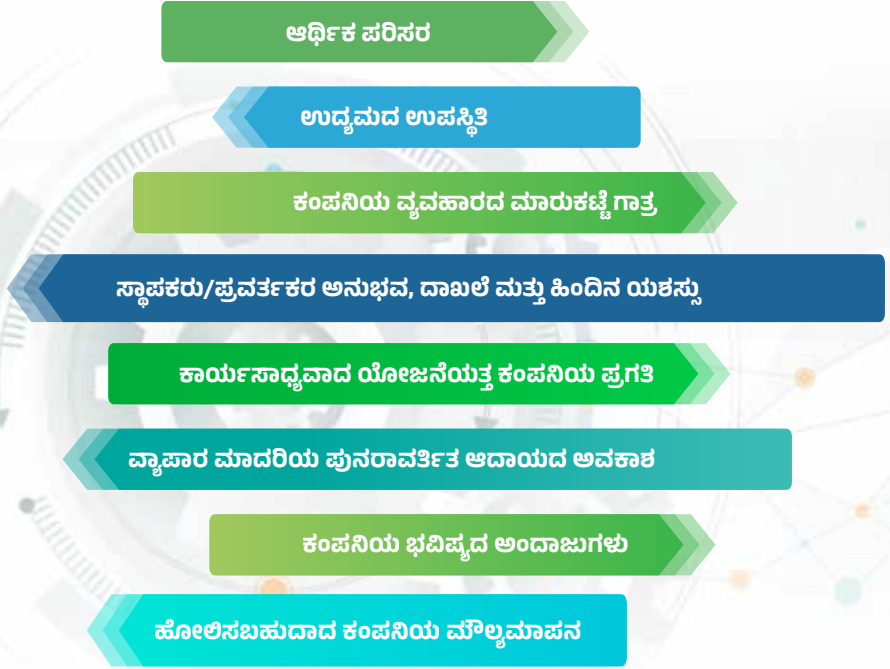 ಆರ್ಥಿಕ ಪರಿಸರ
ಉದ್ಯಮದ ಉಪಸ್ಥಿತಿ
ಕಂಪನಿಯ ವ್ಯವಹಾರದ ಮಾರುಕಟ್ಟೆ ಗಾತ್ರ
ಸ್ಥಾಪಕರು/ಪ್ರವರ್ತಕರ ಅನುಭವ, ದಾಖಲೆ ಮತ್ತು ಹಿಂದಿನ ಯಶಸ್ಸು
ಕಾರ್ಯಸಾಧ್ಯವಾದ ಯೋಜನೆಯತ್ತ ಕಂಪನಿಯ ಪ್ರಗತಿ
ವ್ಯಾಪಾರ ಮಾದರಿಯ ಪುನರಾವರ್ತಿತ ಆದಾಯದ ಅವಕಾಶ
ಕಂಪನಿಯ ಭವಿಷ್ಯದ ಅಂದಾಜುಗಳು
ಹೋಲಿಸಬಹುದಾದ ಕಂಪನಿಯ ಮೌಲ್ಯಮಾಪನ